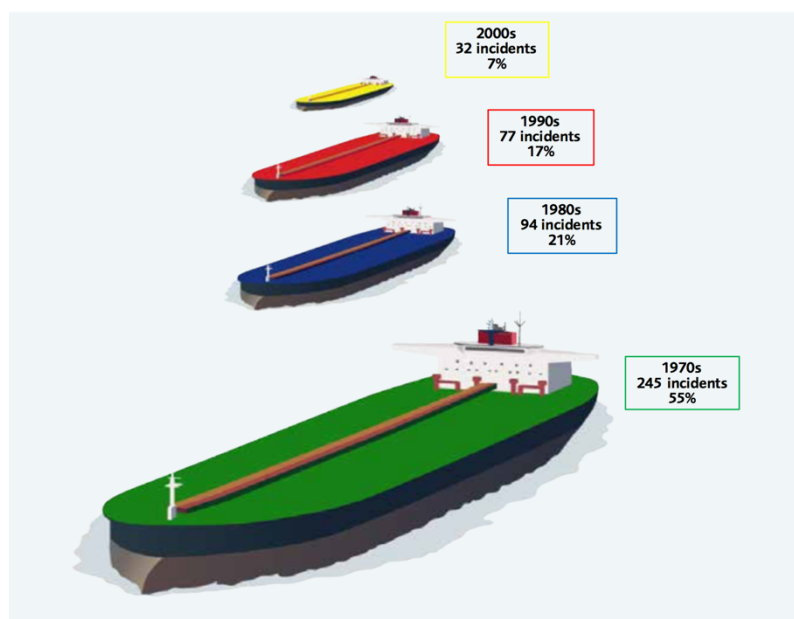 2000s
32 incidents
7%
1990s
77 incidents
17%
1980s
94 incidents
21%
1970s
245 incidents
55%